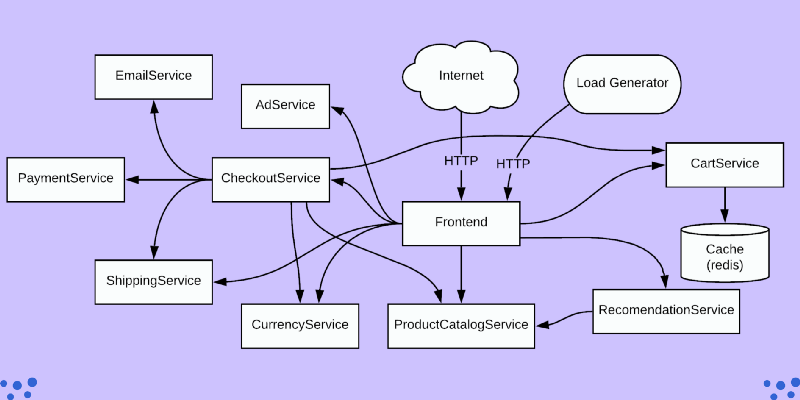 EmailService
Internet
Load Generator
AdService
HTTP
HTTP
CartService
PaymentService
CheckoutService
Frontend
Cache
(redis)
ShippingService
CurrencyService
ProductCatalogService
RecomendationService